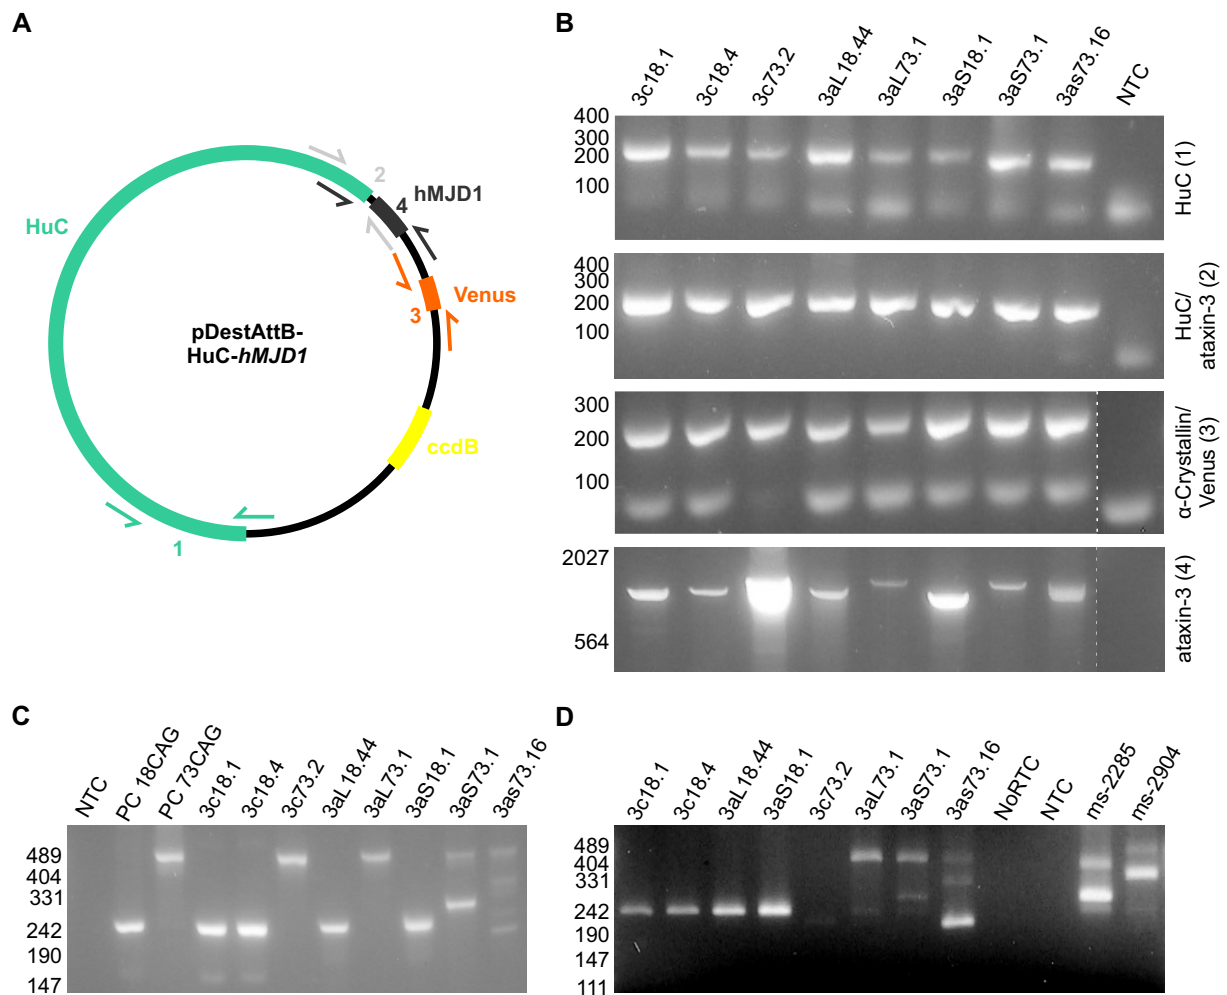 A
HuC
2
4
hMJD1
Venus
3
pDestAttB-
HuC-hMJD1
ccdB
1
B
3c18.1
3c18.4
3c73.2
3aL18.44
3aL73.1
3aS18.1
3aS73.1
3as73.16
NTC
400
300
200
100
HuC (1)
400
300
200
100
HuC/
ataxin-3 (2)
300
200
100
α-Crystallin/
Venus (3)
2027
564
ataxin-3 (4)
C
NTC
PC 18CAG
PC 73CAG
3c18.1
3c18.4
3c73.2
3aL18.44
3aL73.1
3aS18.1
3aS73.1
3as73.16
489
404
331
242
190
147
D
3c18.1
3c18.4
3aL18.44
3aS18.1
3c73.2
3aL73.1
3aS73.1
3as73.16
NoRTC
NTC
ms-2285
ms-2904
489
404
331
242
190
147
111